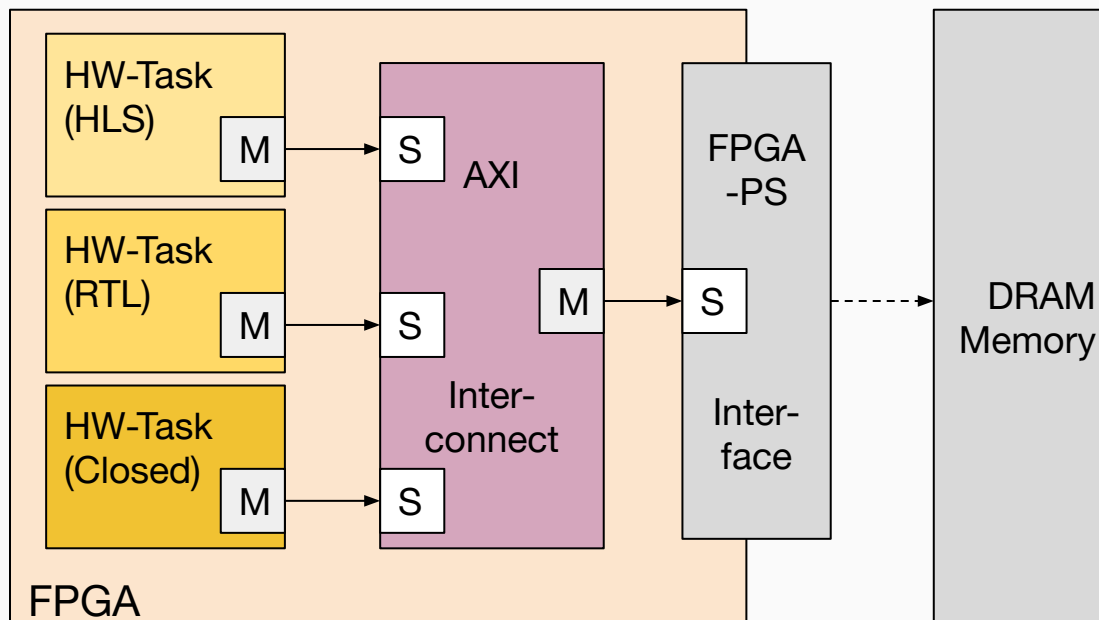 HW-Task
(HLS)
M
S
HW-Task
(RTL)
M
S
HW-Task
(Closed)
M
S
AXI
M
Inter-
connect
FPGA
-PS
S
Inter-
face
DRAM
Memory
FPGA